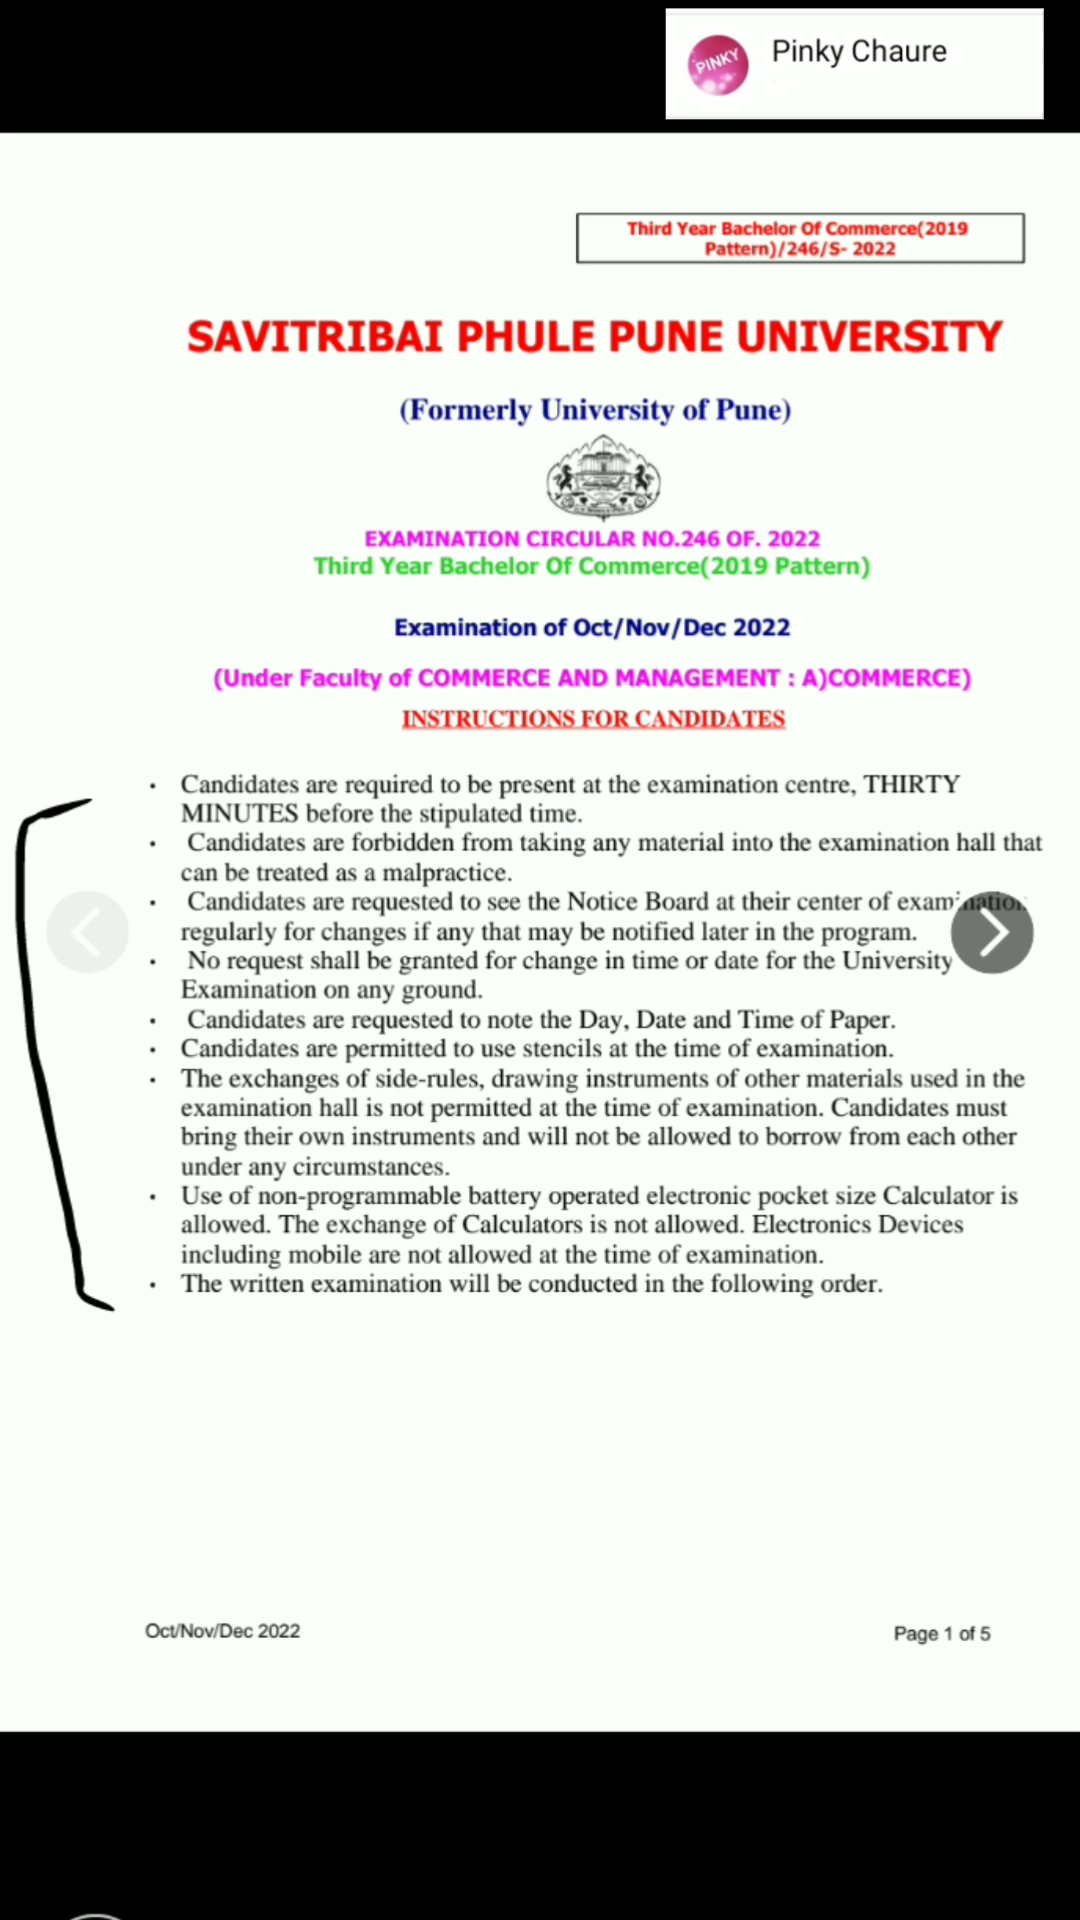 PINKY
Pinky Chaure
Third Year Bachelor Of Commerce(2019
Pattern)/246/S- 2022
SAVITRIBAI PHULE PUNE UNIVERSITY
(Formerly University of Pune)
EXAMINATION CIRCULAR NO.246 OF. 2022
Third Year Bachelor Of Commerce(2019 Pattern)
Examination of Oct/Nov/Dec 2022
(Under Faculty of COMMERCE AND MANAGEMENT : A)COMMERCE)
INSTRUCTIONS FOR CANDIDATES
• Candidates are required to be present at the examination centre, THIRTY
MINUTES before the stipulated time.
• Candidates are forbidden from taking any material into the examination hall that
can be treated as a malpractice.
• Candidates are requested to see the Notice Board at their center of examination
regularly for changes if any that may be notified later in the program.
• No request shall be granted for change in time or date for the University
Examination on any ground.
• Candidates are requested to note the Day, Date and Time of Paper.
• Candidates are permitted to use stencils at the time of examination.
• The exchanges of side-rules, drawing instruments of other materials used in the
examination hall is not permitted at the time of examination. Candidates must
bring their own instruments and will not be allowed to borrow from each other
under any circumstances.
• Use of non-programmable battery operated electronic pocket size Calculator is
allowed. The exchange of Calculators is not allowed. Electronics Devices
including mobile are not allowed at the time of examination.
• The written examination will be conducted in the following order.
Oct/Nov/Dec 2022
Page 1 of 5